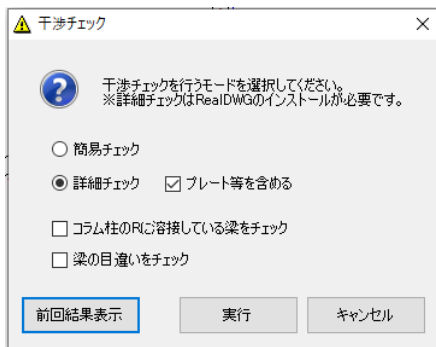 干渉チェック
干渉チェックを行うモードを選択してください。
※詳細チェックはRealDWGのインストールが必要です。
簡易チェック
詳細チェック プレート等を含める
コラム柱のRに溶接している梁をチェック
梁の目違いをチェック
前回結果表示 実行 キャンセル